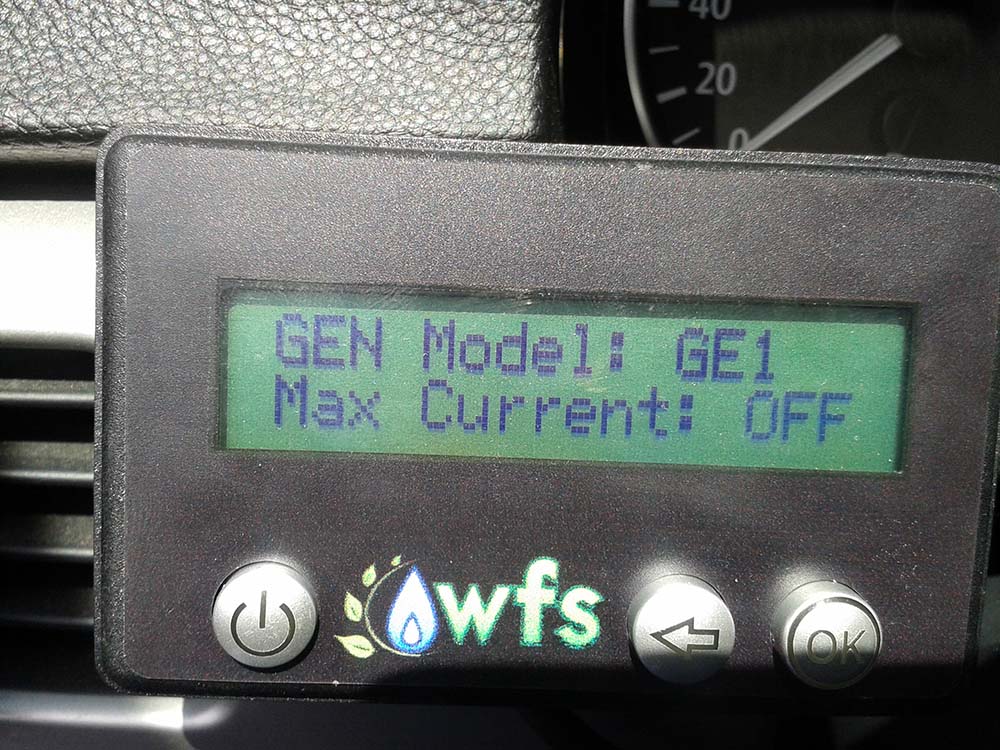 40
20
0
GEN Model: GE1
Max Current: OFF
wfs
OK